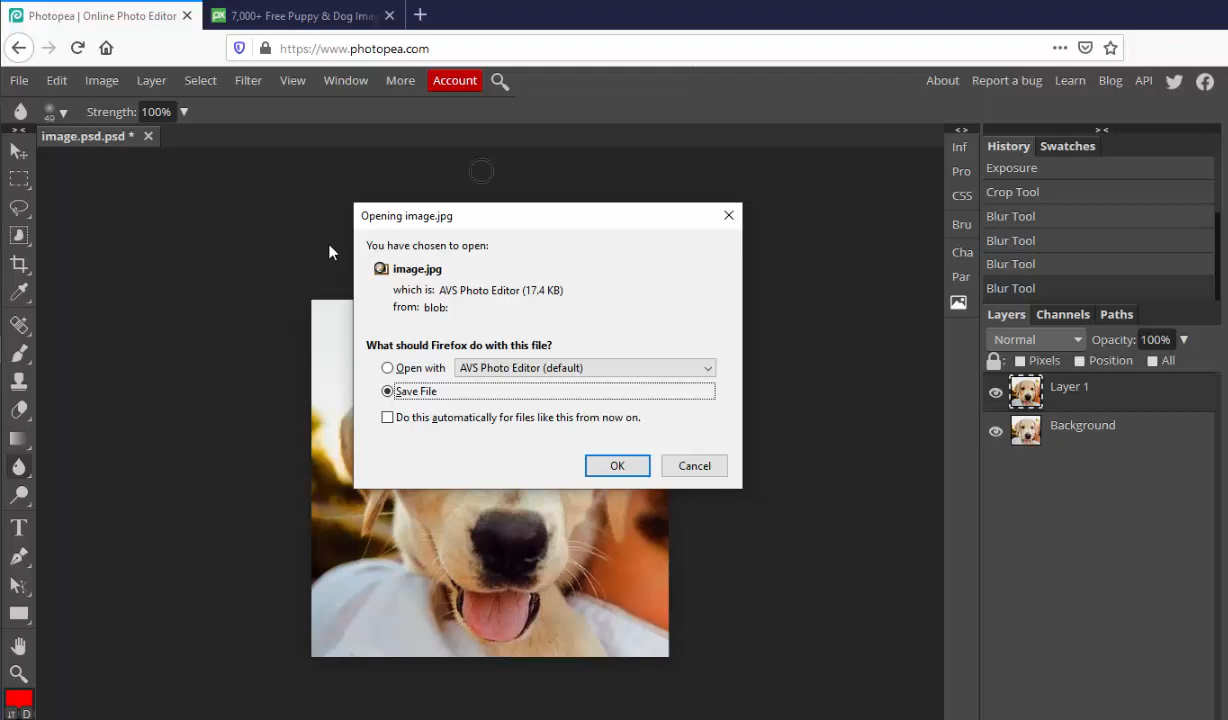 Photopea | Online Photo Editor
7,000+ Free Puppy & Dog Ima
https://www.photopea.com
File Edit Image Layer Select Filter View Window More Account About Report a bug Learn Blog API
40 Strength: 100%
image.psd.psd *
Inf
Pro
CSS
Bru
Cha
Par
History Swatches
Exposure
Crop Tool
Blur Tool
Blur Tool
Blur Tool
Blur Tool
Layers Channels Paths
Normal Opacity: 100%
Pixels Position All
Layer 1
Background
Opening image.jpg
You have chosen to open:
image.jpg
which is: AVS Photo Editor (17.4 KB)
from: blob:
What should Firefox do with this file?
Open with AVS Photo Editor (default)
Save File
Do this automatically for files like this from now on.
OK Cancel
T
D